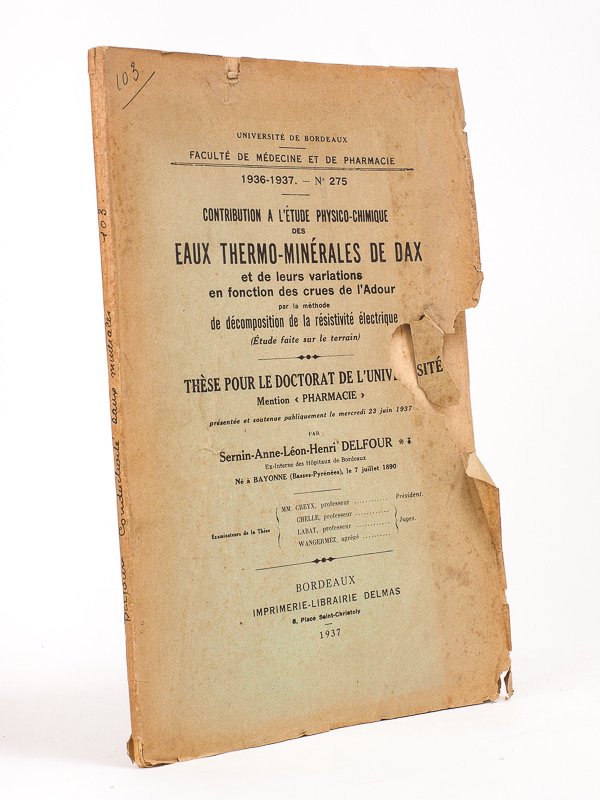 103
UNIVERSITÉ DE BORDEAUX
FACULTÉ DE MÉDECINE ET DE PHARMACIE
1936-1937. — N° 275
CONTRIBUTION A L'ÉTUDE PHYSICO-CHIMIQUE
DES
EAUX THERMO-MINÉRALES DE DAX
et de leurs variations
en fonction des crues de l'Adour
par la méthode
de décomposition de la résistivité électrique
(Étude faite sur le terrain)
THÈSE POUR LE DOCTORAT DE L'UNIVERSITÉ
Mention « PHARMACIE »
présentée et soutenue publiquement le mercredi 23 juin 1937
PAR
Sernin-Anne-Léon-Henri DELFOUR
Ex-Interne des Hôpitaux de Bordeaux
Né à BAYONNE (Basses-Pyrénées), le 7 juillet 1890
Examinateurs de la Thèse
MM. CREYX, professeur ............ Président.
CHELLE, professeur ............
LABAT, professeur ............
WANGERMEZ, agrégé ..........
Juges.
BORDEAUX
IMPRIMERIE-LIBRAIRIE DELMAS
6, Place Saint-Christoly
1937
Delfour Conductivité eaux minérales 103.